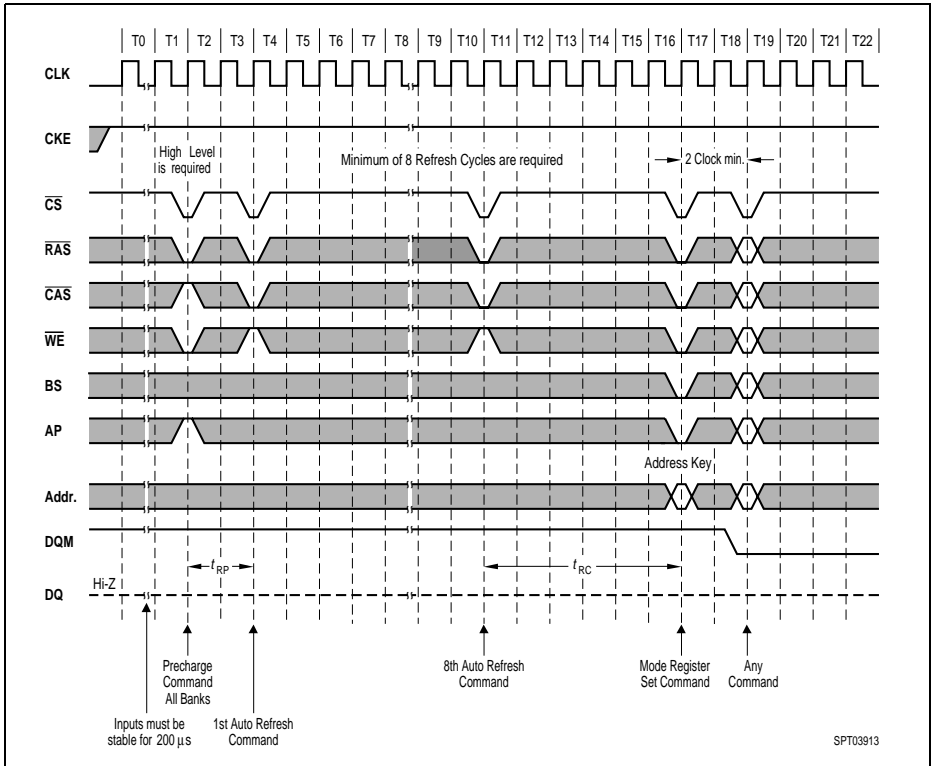 T0 T1 T2 T3 T4 T5 T6 T7 T8 T9 T10 T11 T12 T13 T14 T15 T16 T17 T18 T19 T20 T21 T22
CLK
CKE
High Level
is required
Minimum of 8 Refresh Cycles are required
2 Clock min.
CS
RAS
CAS
WE
BS
AP
Address Key
Addr.
DQM
tRP
tRC
DQ
Hi-Z
Precharge
Command
All Banks
8th Auto Refresh
Command
Mode Register
Set Command
Any
Command
Inputs must be
stable for 200 µs
1st Auto Refresh
Command
SPT03913